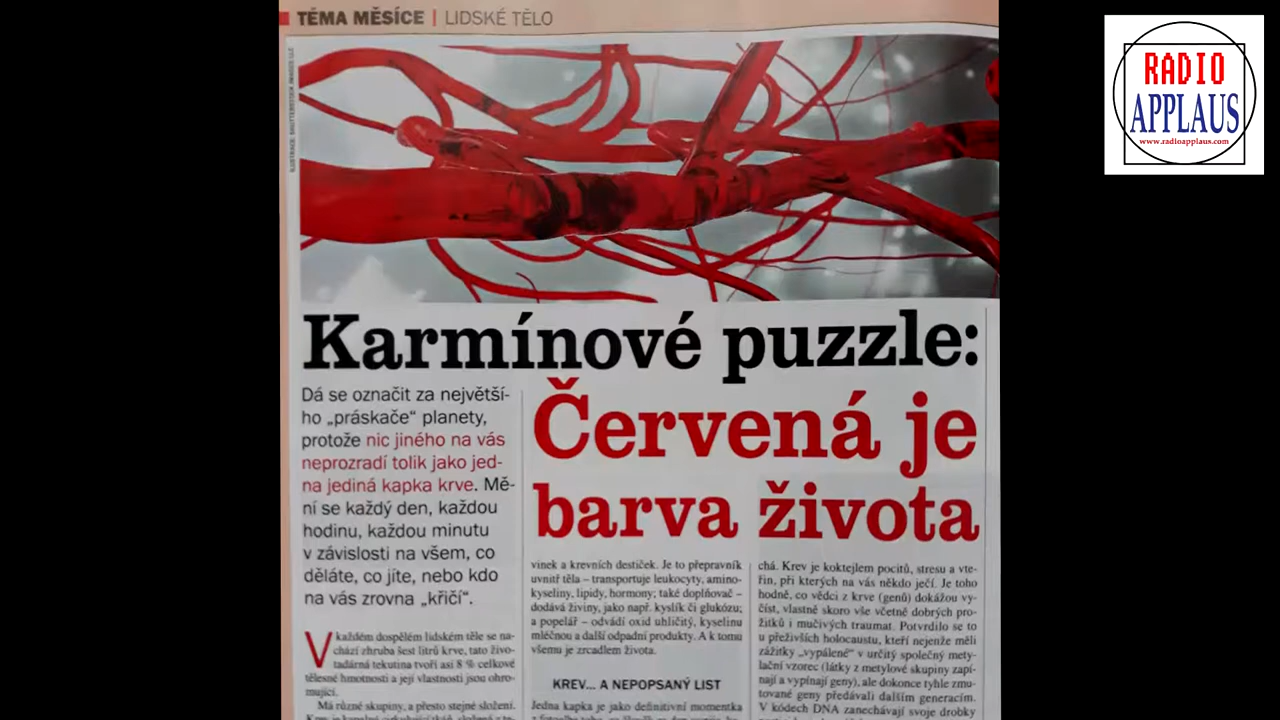 TÉMA MĚSÍCE | LIDSKÉ TĚLO
RADIO
APPLAUS
www.radioapplaus.com
Karmínové puzzle:
Červená je
barva života
Dá se označit za největší-
ho „práskače“ planety,
protože nic jiného na vás
neprozradí tolik jako jed-
na jediná kapka krve. Mě-
ní se každý den, každou
hodinu, každou minutu
v závislosti na všem, co
děláte, co jíte, nebo kdo
na vás zrovna „křičí“.
V každém dospělém lidském těle se na-
chází zhruba šest litrů krve, tato živo-
tadárná tekutina tvoří asi 8 % celkové
tělesné hmotnosti a její vlastnosti jsou ohro-
mující.
Má různé skupiny, a přesto stejné složení.
vinek a krevních destiček. Je to přepravník
uvnitř těla – transportuje leukocyty, amino-
kyseliny, lipidy, hormony; také doplňovač –
dodává živiny, jako např. kyslík či glukózu;
a popelář – odvádí oxid uhličitý, kyselinu
mléčnou a další odpadní produkty. A k tomu
všemu je zrcadlem života.
KREV... A NEPOPSANÝ LIST
Jedna kapka je jako definitivní momentka
chá. Krev je koktejlem pocitů, stresu a vte-
řin, při kterých na vás někdo ječí. Je toho
hodně, co vědci z krve (genů) dokážou vy-
číst, vlastně skoro vše včetně dobrých pro-
žitků i mučivých traumat. Potvrdilo se to
u přeživších holocaustu, kteří nejenže měli
zážitky „vypálené“ v určitý společný mety-
lační vzorec (látky z metylové skupiny zapí-
nají a vypínají geny), ale dokonce tyhle zmu-
tované geny předávali dalším generacím.
V kódech DNA zanechávají svoje drobky